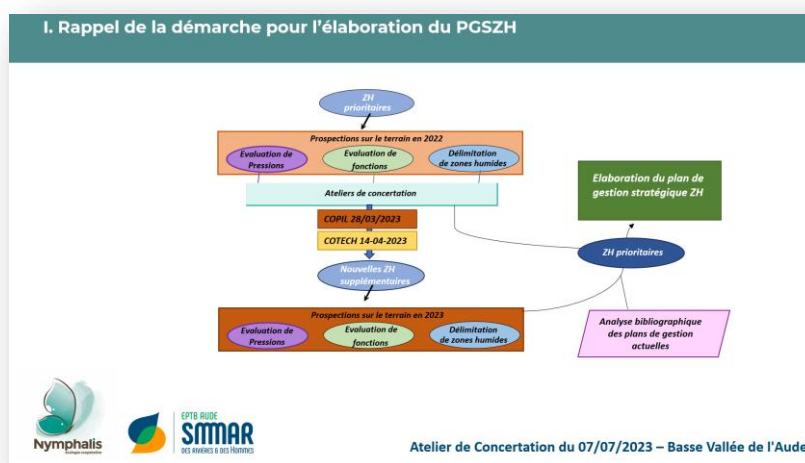 I. Rappel de la démarche pour l'élaboration du PGSZH
ZH
prioritaires
Prospections sur le terrain en 2022
Evaluation de
Pressions
Evaluation de
fonctions
Délimitation
de zones humides
Ateliers de concertation
COPIL 28/03/2023
COTECH 14-04-2023
Nouvelles ZH
supplémentaires
Prospections sur le terrain en 2023
Evaluation de
Pressions
Evaluation de
fonctions
Délimitation
de zones humides
Elaboration du plan de
gestion stratégique ZH
ZH prioritaires
Analyse bibliographique
des plans de gestion
actuelles
Nymphalis
EPTB AUDE
SMMAR
DES RIVIERES & DES HOMMES
Atelier de Concertation du 07/07/2023 – Basse Vallée de l'Aude